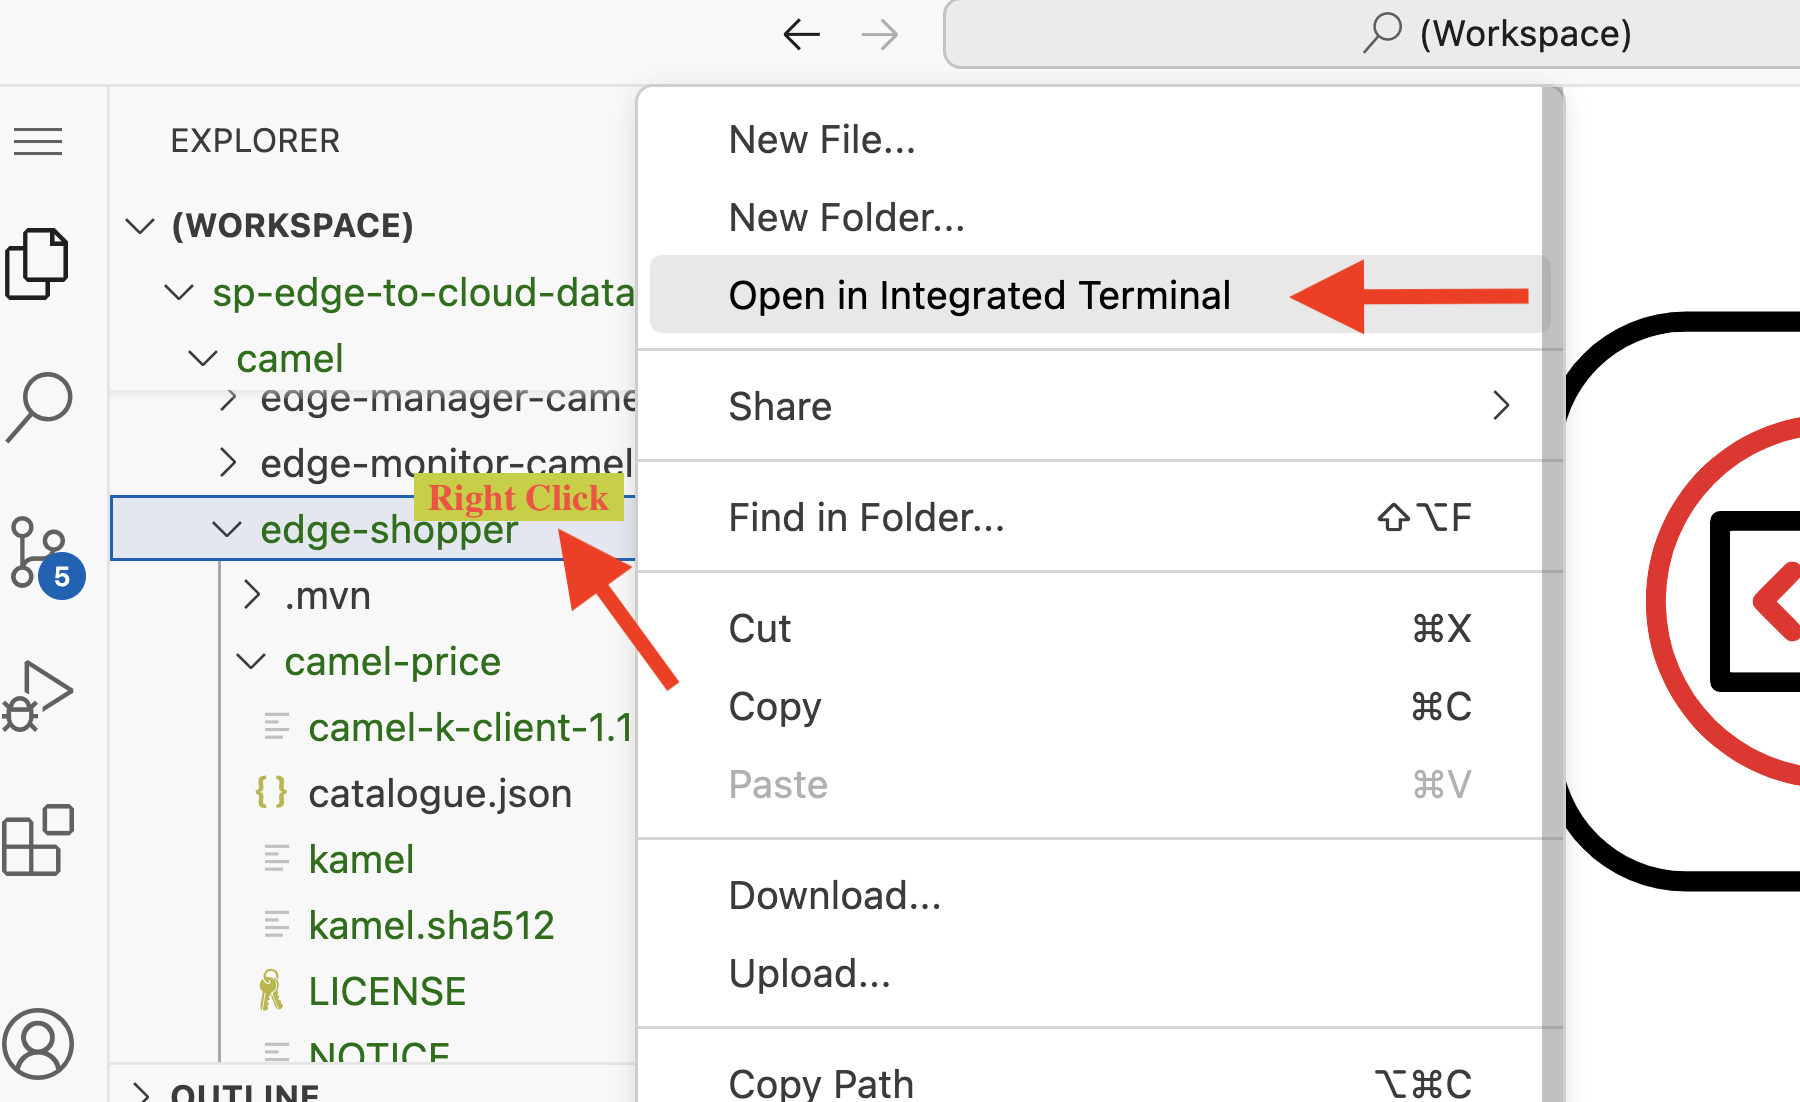 (Workspace)
EXPLORER
(WORKSPACE)
sp-edge-to-cloud-data
camel
edge-manager-came
edge-monitor-camel
Right Click
edge-shopper
.mvn
camel-price
camel-k-client-1.1
{} catalogue.json
kamel
kamel.sha512
LICENSE
NOTICE
OUTLINE
5
New File...
New Folder...
Open in Integrated Terminal
Share
Find in Folder... ⇧⌥F
Cut ⌘X
Copy ⌘C
Paste ⌘V
Download...
Upload...
Copy Path ⌥⌘C